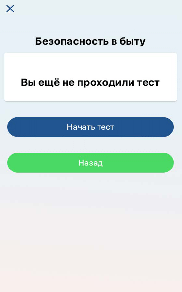 Безопасность в быту
Вы ещё не проходили тест
Начать тест
Назад